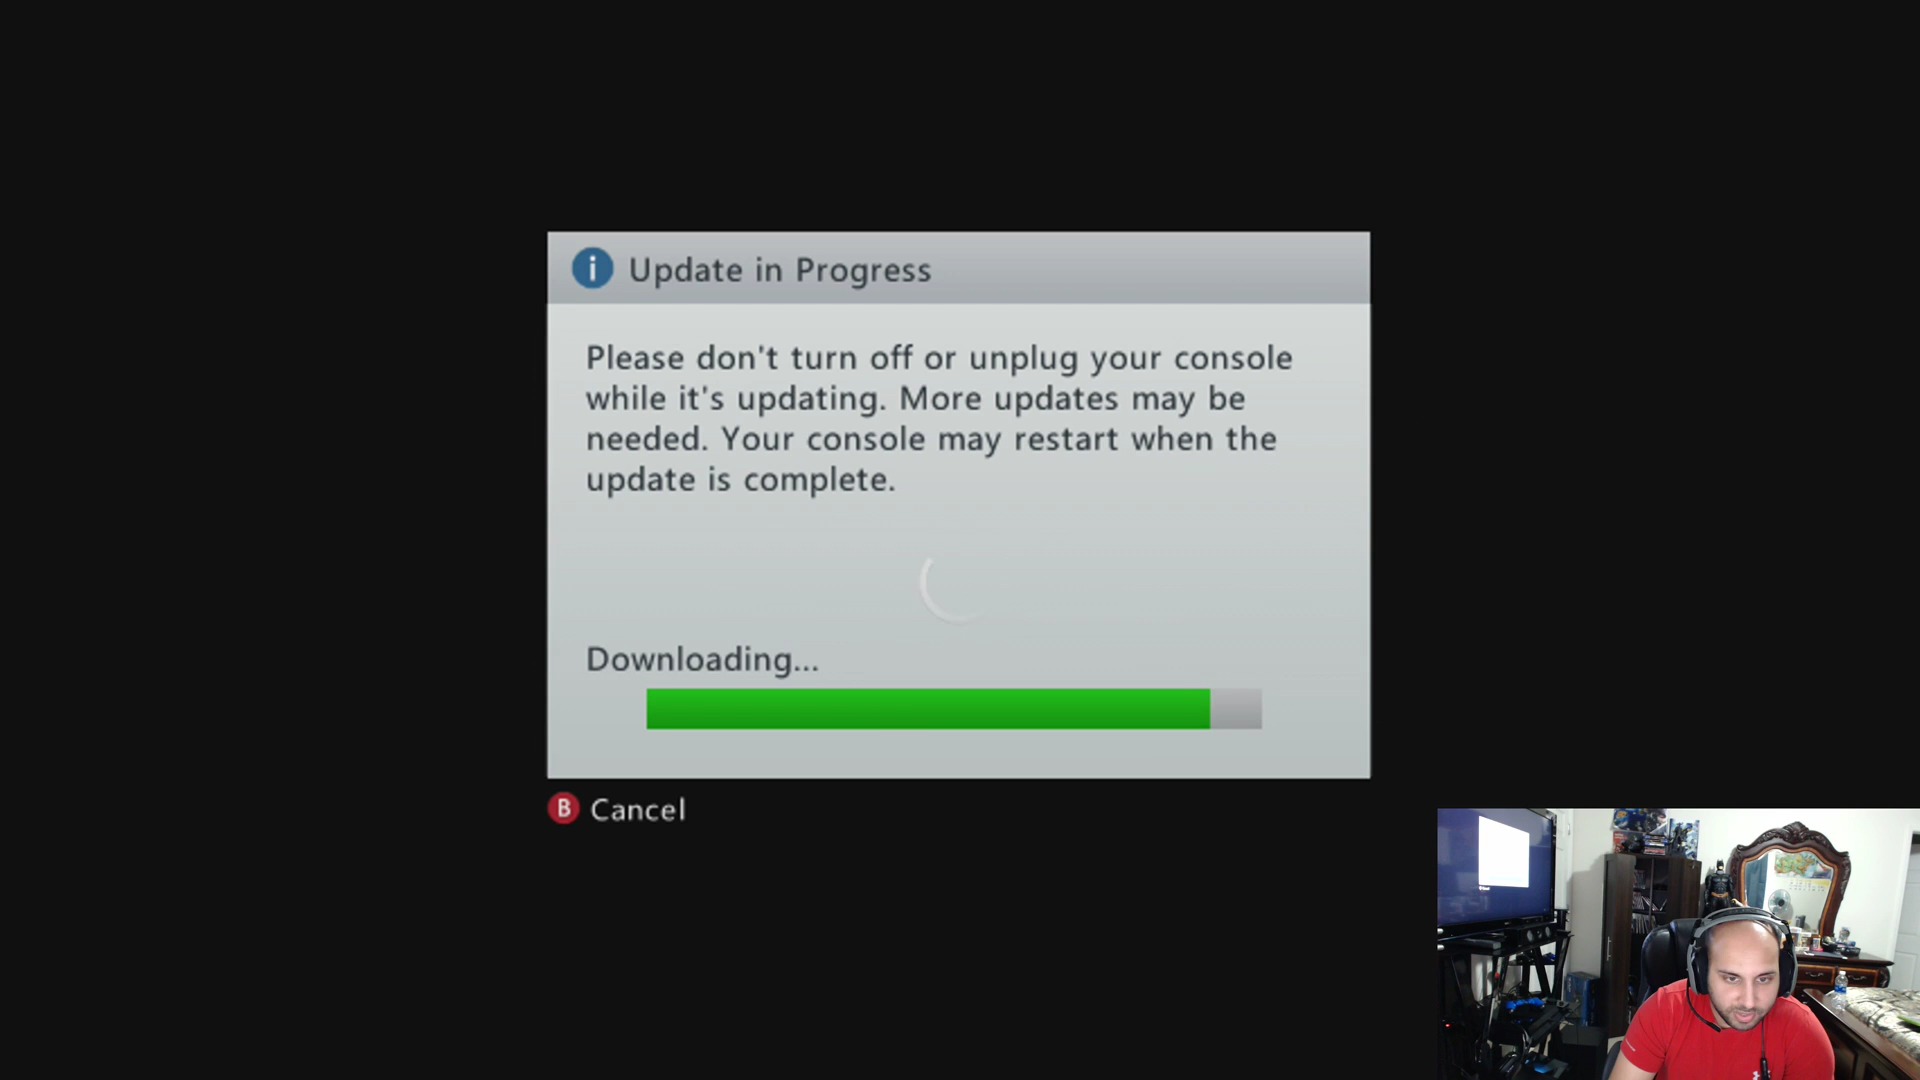 i Update in Progress
Please don't turn off or unplug your console
while it's updating. More updates may be
needed. Your console may restart when the
update is complete.
Downloading...
B Cancel